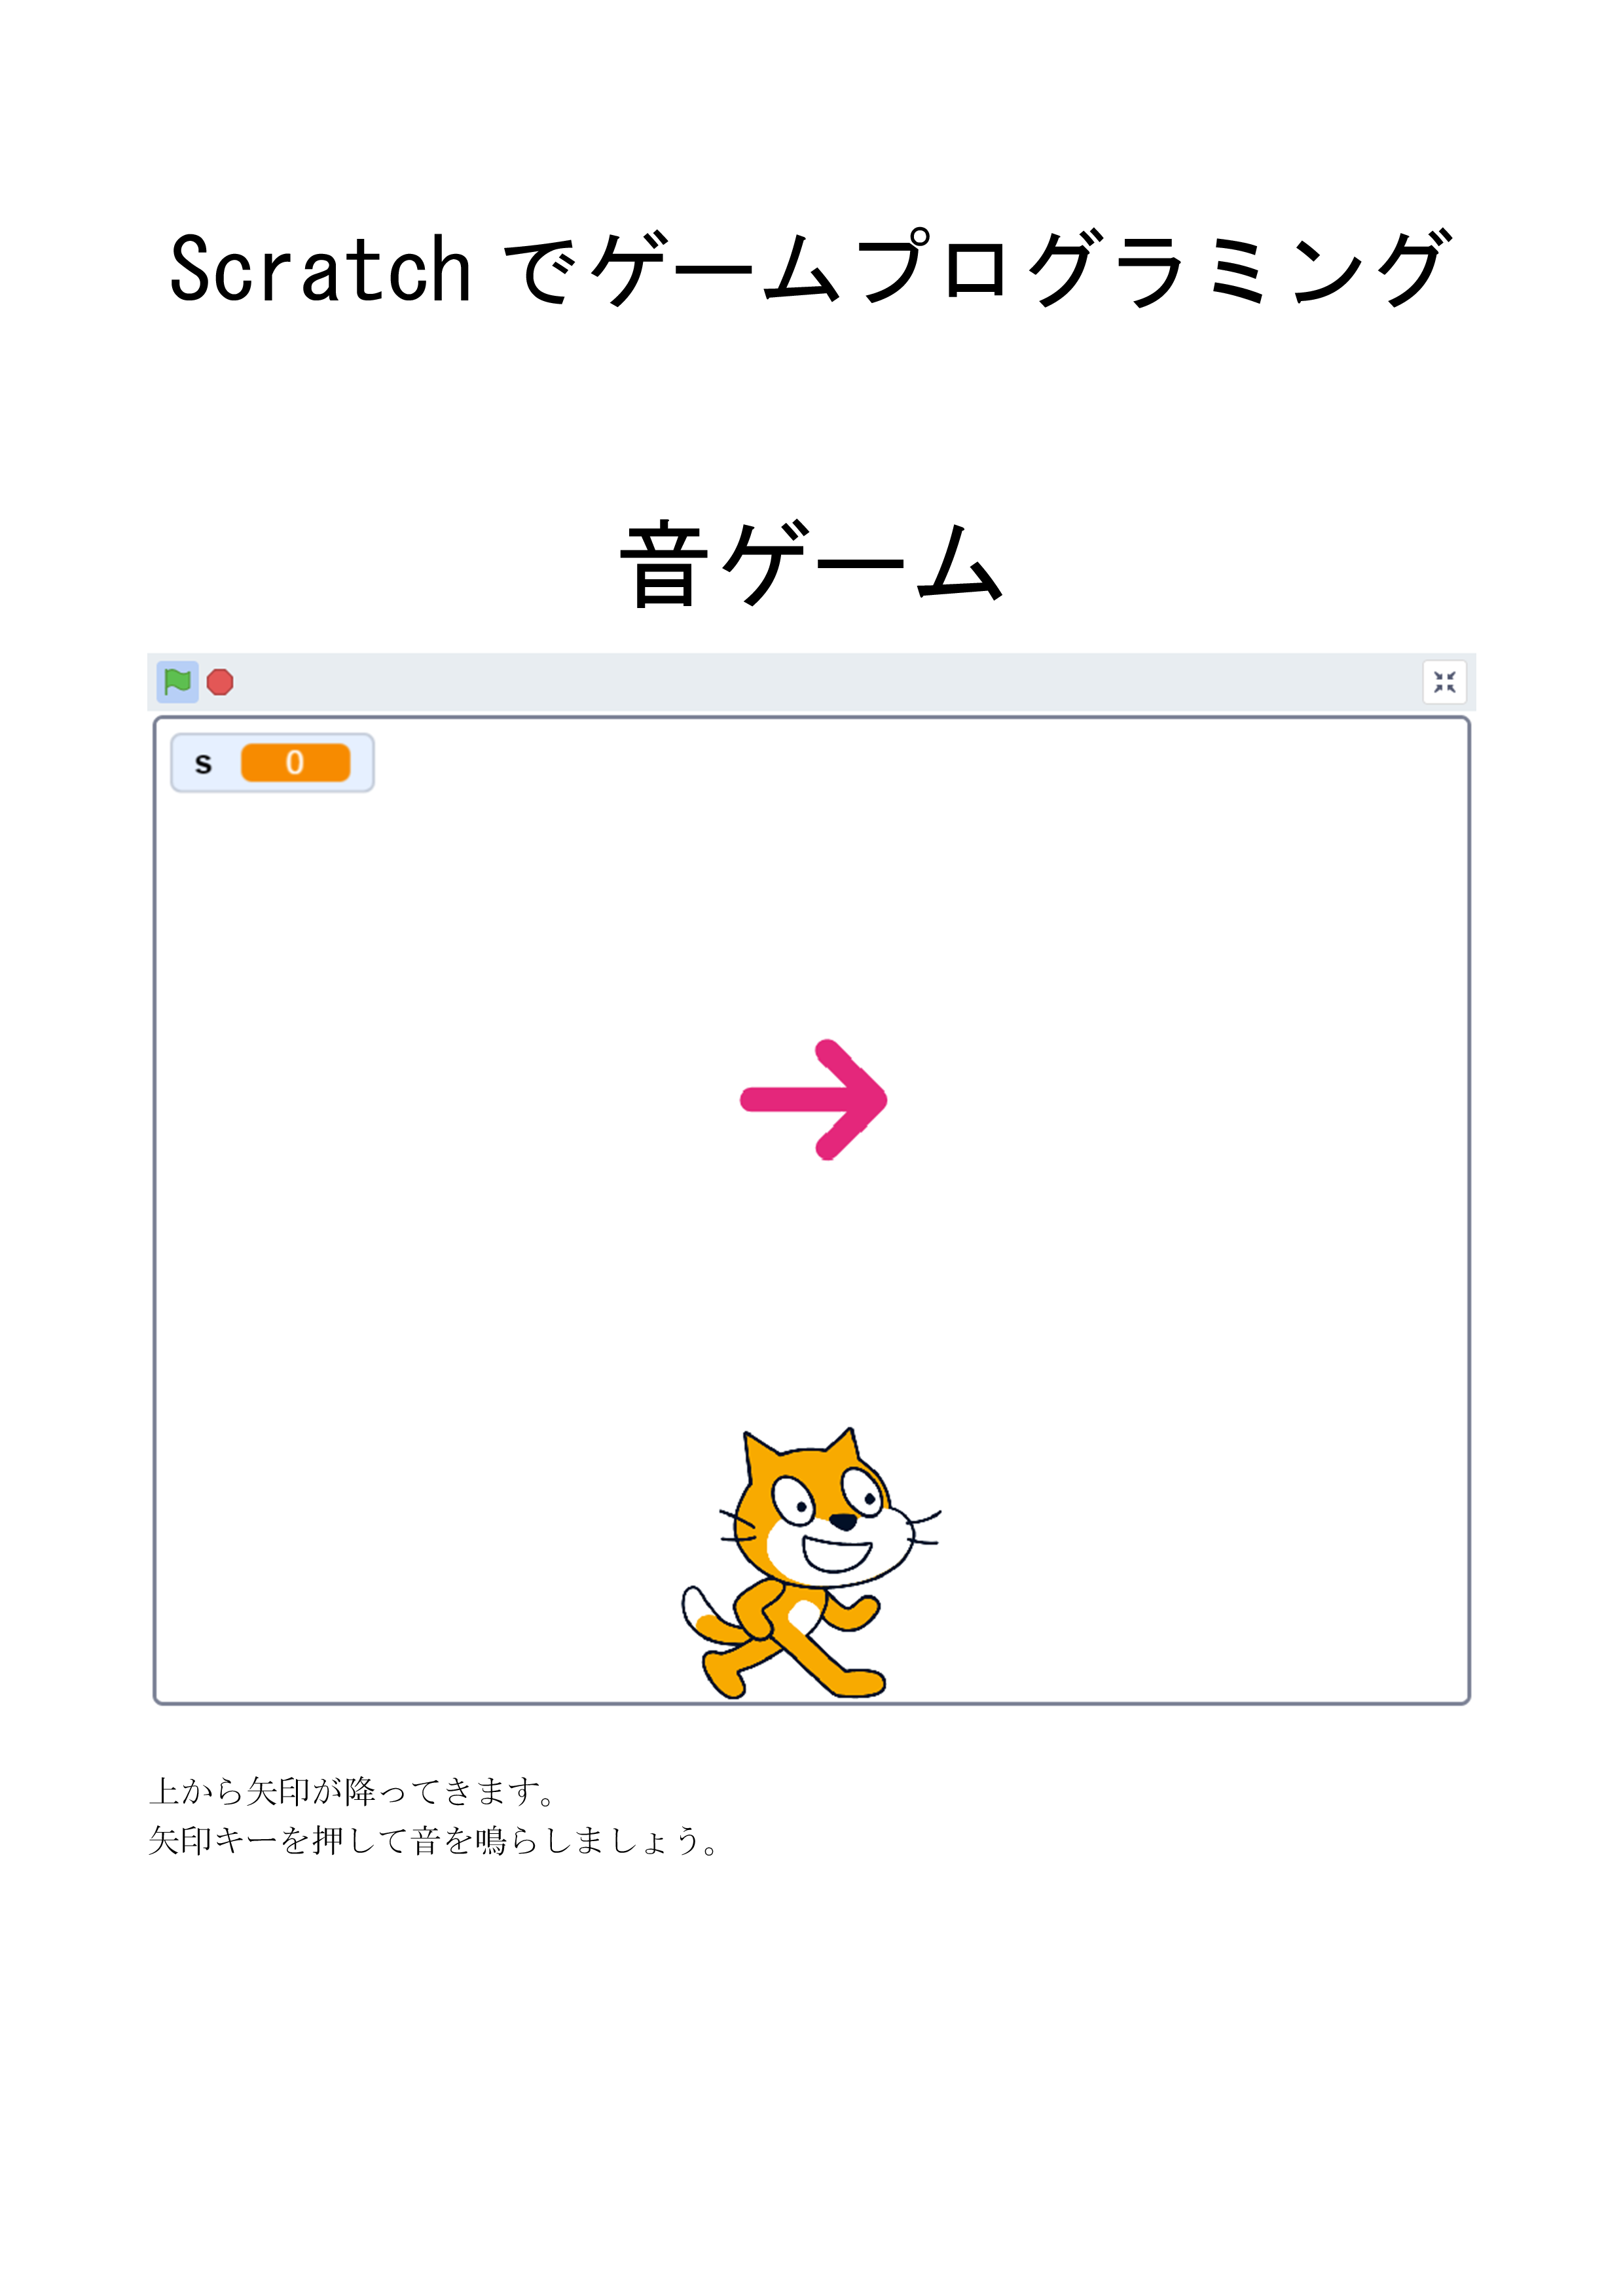 Scratch でゲームプログラミング
音ゲーム
s 0
上から矢印が降ってきます。
矢印キーを押して音を鳴らしましょう。